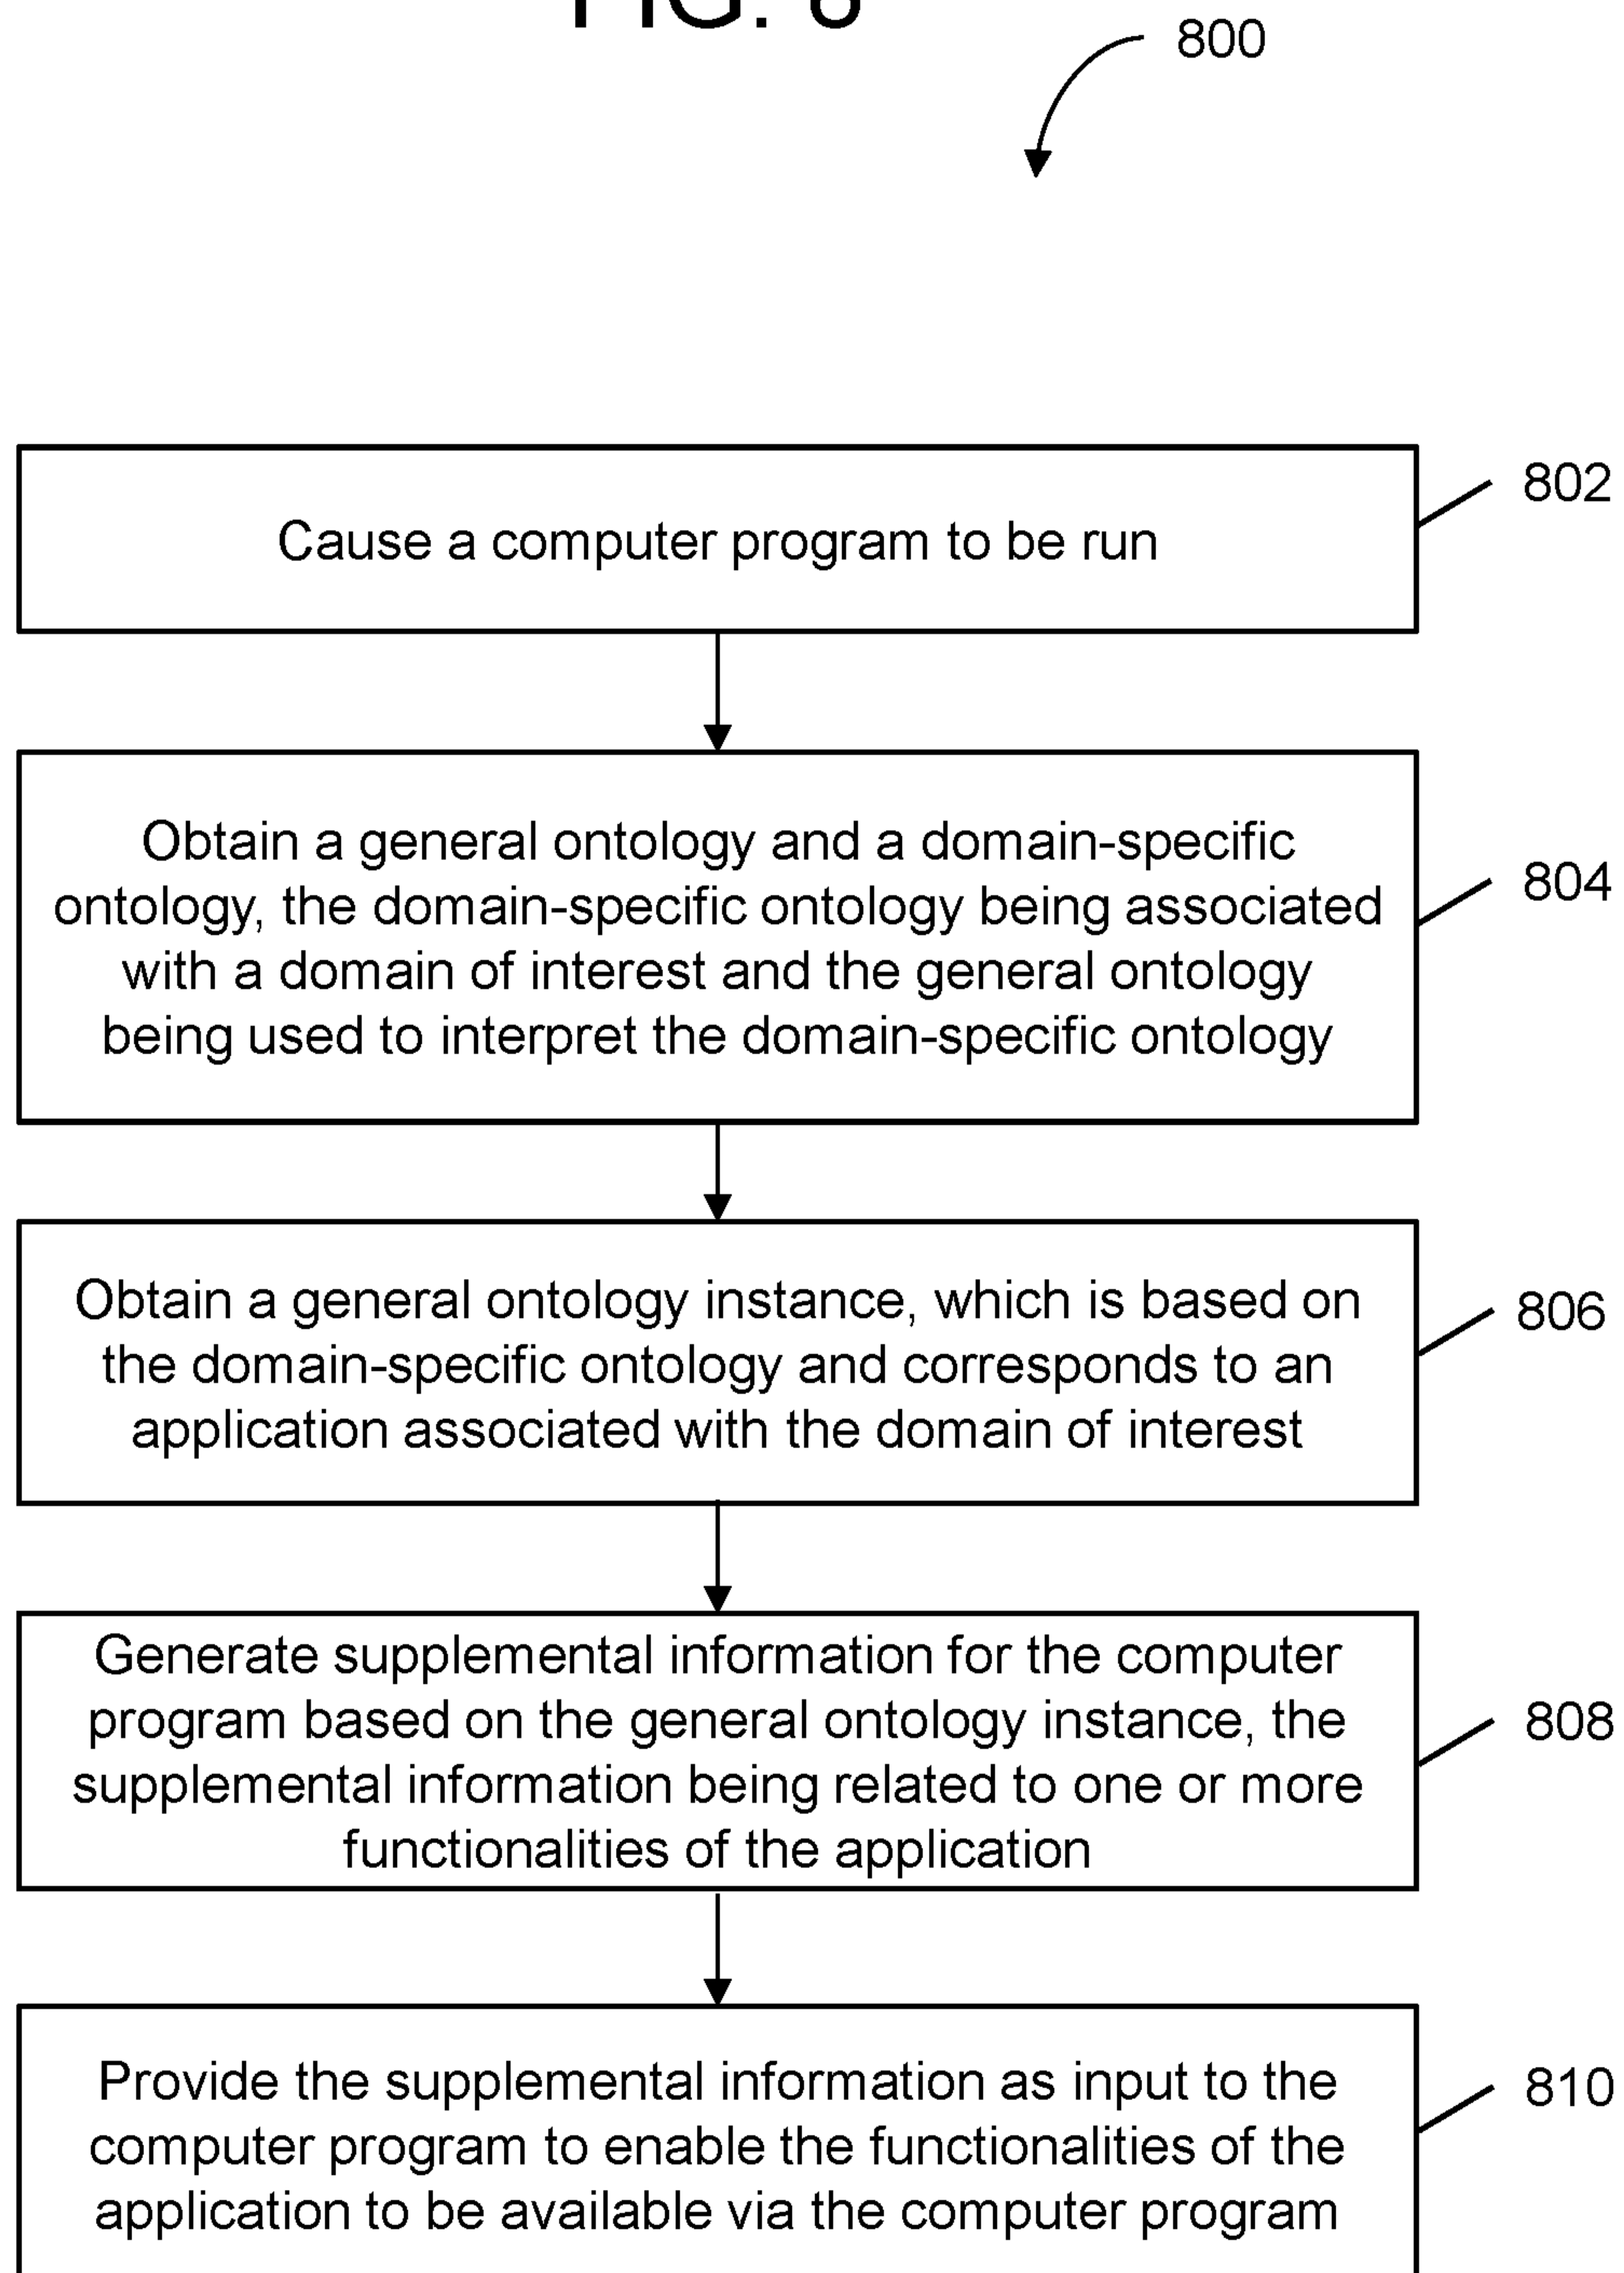 FIG. 8
800
802
Cause a computer program to be run
804
Obtain a general ontology and a domain-specific
ontology, the domain-specific ontology being associated
with a domain of interest and the general ontology
being used to interpret the domain-specific ontology
806
Obtain a general ontology instance, which is based on
the domain-specific ontology and corresponds to an
application associated with the domain of interest
808
Generate supplemental information for the computer
program based on the general ontology instance, the
supplemental information being related to one or more
functionalities of the application
810
Provide the supplemental information as input to the
computer program to enable the functionalities of the
application to be available via the computer program